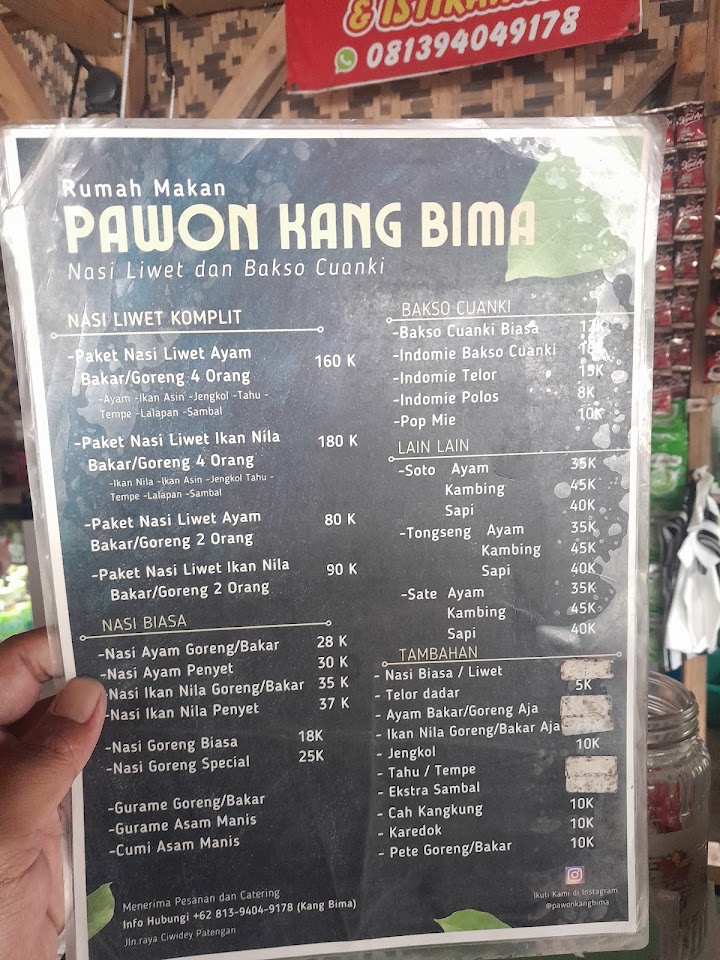 & ISTIKAH
081394049178
Rumah Makan
PAWON KANG BIMA
Nasi Liwet dan Bakso Cuanki
NASI LIWET KOMPLIT
-Paket Nasi Liwet Ayam
Bakar/Goreng 4 Orang 160 K
-Ayam -Ikan Asin -Jengkol -Tahu -
Tempe -Lalapan -Sambal
-Paket Nasi Liwet Ikan Nila 180 K
Bakar/Goreng 4 Orang
-Ikan Nila -Ikan Asin -Jengkol Tahu -
Tempe -Lalapan -Sambal
-Paket Nasi Liwet Ayam 80 K
Bakar/Goreng 2 Orang
-Paket Nasi Liwet Ikan Nila 90 K
Bakar/Goreng 2 Orang
NASI BIASA
-Nasi Ayam Goreng/Bakar 28 K
-Nasi Ayam Penyet 30 K
-Nasi Ikan Nila Goreng/Bakar 35 K
-Nasi Ikan Nila Penyet 37 K
-Nasi Goreng Biasa 18K
-Nasi Goreng Special 25K
-Gurame Goreng/Bakar
-Gurame Asam Manis
-Cumi Asam Manis
BAKSO CUANKI
-Bakso Cuanki Biasa
-Indomie Bakso Cuanki
-Indomie Telor 13K
-Indomie Polos 8K
-Pop Mie 10K
LAIN LAIN
-Soto Ayam 35K
Kambing 45K
Sapi 40K
-Tongseng Ayam 35K
Kambing 45K
Sapi 40K
-Sate Ayam 35K
Kambing 45K
Sapi 40K
TAMBAHAN
- Nasi Biasa / Liwet
- Telor dadar 5K
- Ayam Bakar/Goreng Aja
- Ikan Nila Goreng/Bakar Aja
- Jengkol 10K
- Tahu / Tempe
- Ekstra Sambal
- Cah Kangkung 10K
- Karedok 10K
- Pete Goreng/Bakar 10K
Menerima Pesanan dan Catering
Info Hubungi +62 813-9404-9178 (Kang Bima)
Jln.raya Ciwidey Patengan
Ikuti Kami di Instagram
@pawonkangbima